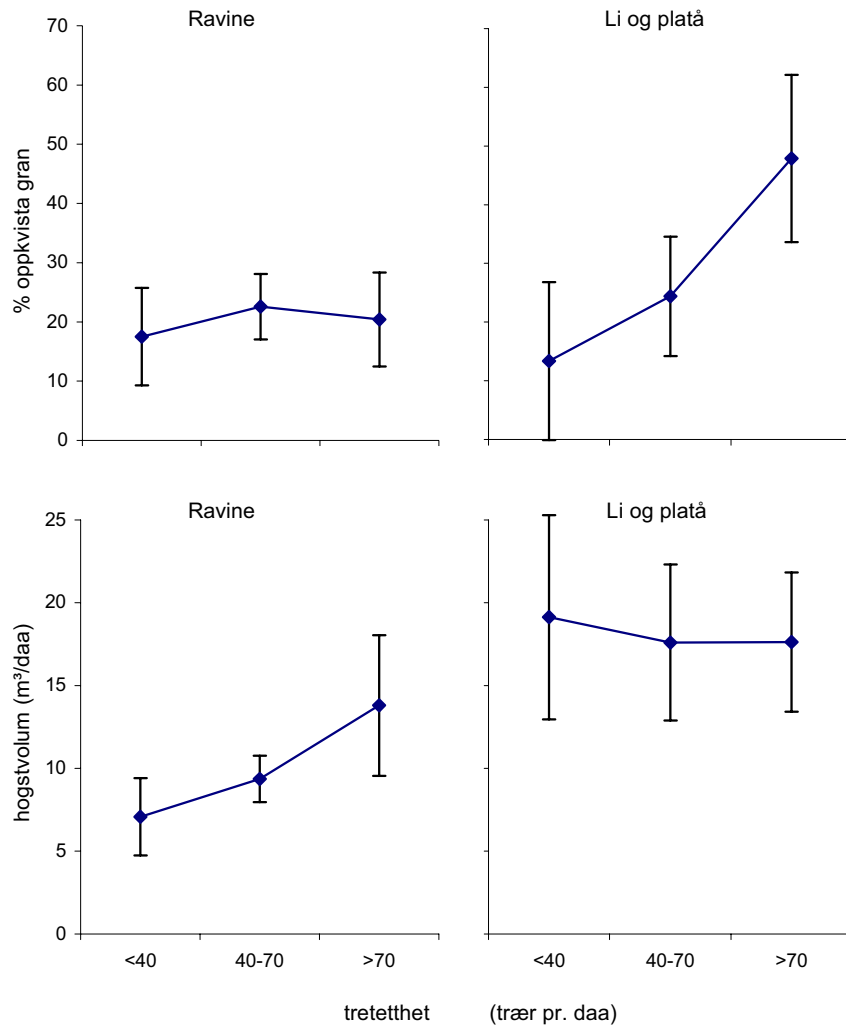 Ravine
Li og platå
70
60
50
40
30
20
10
0
% oppkvista gran
Ravine
Li og platå
25
20
15
10
5
0
hogstvolum (m³/daa)
<40 40-70 >70 <40 40-70 >70
tretetthet (trær pr. daa)